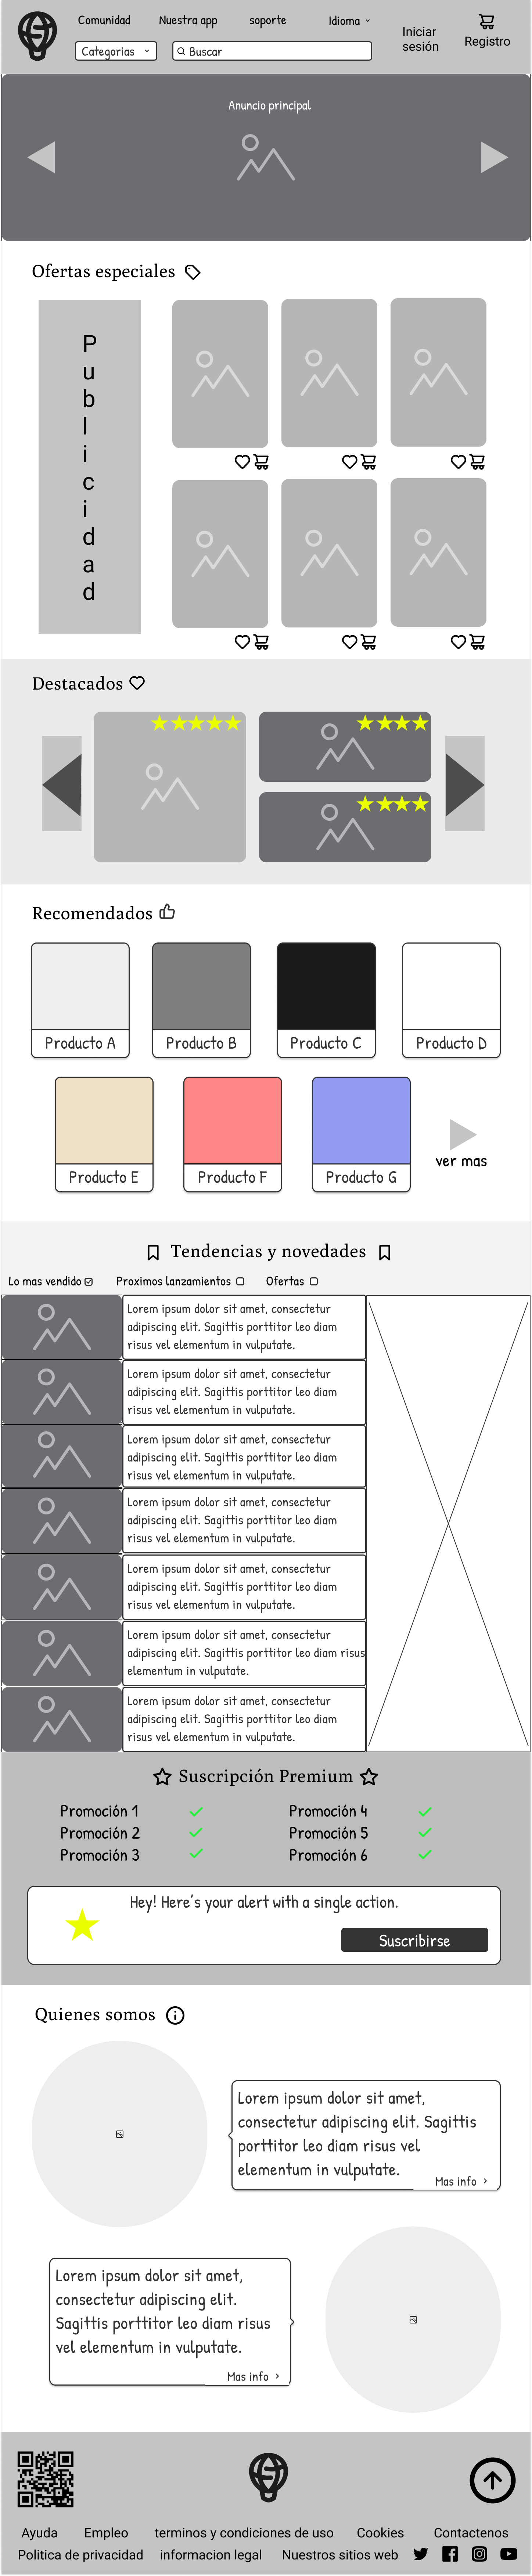 Comunidad Nuestra app soporte Idioma
Iniciar
sesión
Registro
Categorias Buscar
Anuncio principal
Ofertas especiales
Publicidad
Destacados
Recomendados
Producto A Producto B Producto C Producto D
Producto E Producto F Producto G
ver mas
Tendencias y novedades
Lo mas vendido Proximos lanzamientos Ofertas
Lorem ipsum dolor sit amet, consectetur
adipiscing elit. Sagittis porttitor leo diam
risus vel elementum in vulputate.
Lorem ipsum dolor sit amet, consectetur
adipiscing elit. Sagittis porttitor leo diam
risus vel elementum in vulputate.
Lorem ipsum dolor sit amet, consectetur
adipiscing elit. Sagittis porttitor leo diam
risus vel elementum in vulputate.
Lorem ipsum dolor sit amet, consectetur
adipiscing elit. Sagittis porttitor leo diam
risus vel elementum in vulputate.
Lorem ipsum dolor sit amet, consectetur
adipiscing elit. Sagittis porttitor leo diam
risus vel elementum in vulputate.
Lorem ipsum dolor sit amet, consectetur
adipiscing elit. Sagittis porttitor leo diam risus
elementum in vulputate.
Lorem ipsum dolor sit amet, consectetur
adipiscing elit. Sagittis porttitor leo diam
risus vel elementum in vulputate.
Suscripción Premium
Promoción 1 Promoción 4
Promoción 2 Promoción 5
Promoción 3 Promoción 6
Hey! Here's your alert with a single action.
Suscribirse
Quienes somos
Lorem ipsum dolor sit amet,
consectetur adipiscing elit. Sagittis
porttitor leo diam risus vel
elementum in vulputate.
Mas info
Lorem ipsum dolor sit amet,
consectetur adipiscing elit.
Sagittis porttitor leo diam risus
vel elementum in vulputate.
Mas info
Ayuda Empleo terminos y condiciones de uso Cookies Contactenos
Politica de privacidad informacion legal Nuestros sitios web